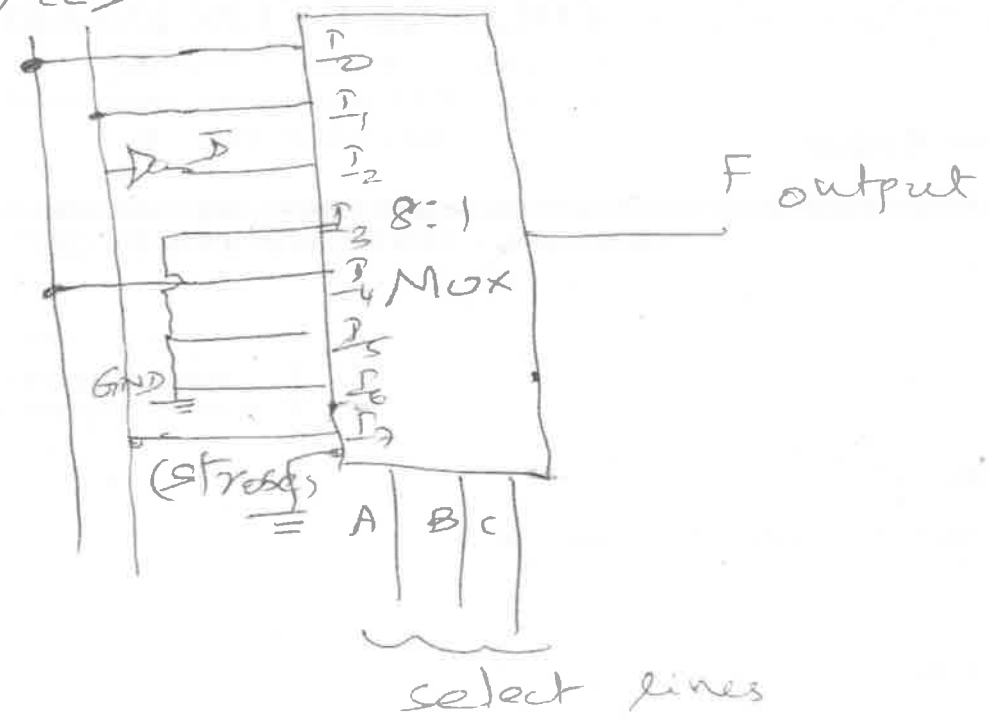 I0
I1
D̅ I2
I3 8:1
I4 MUX
F output
I5
GND I6
I7
(Strobe)
A B C
select lines